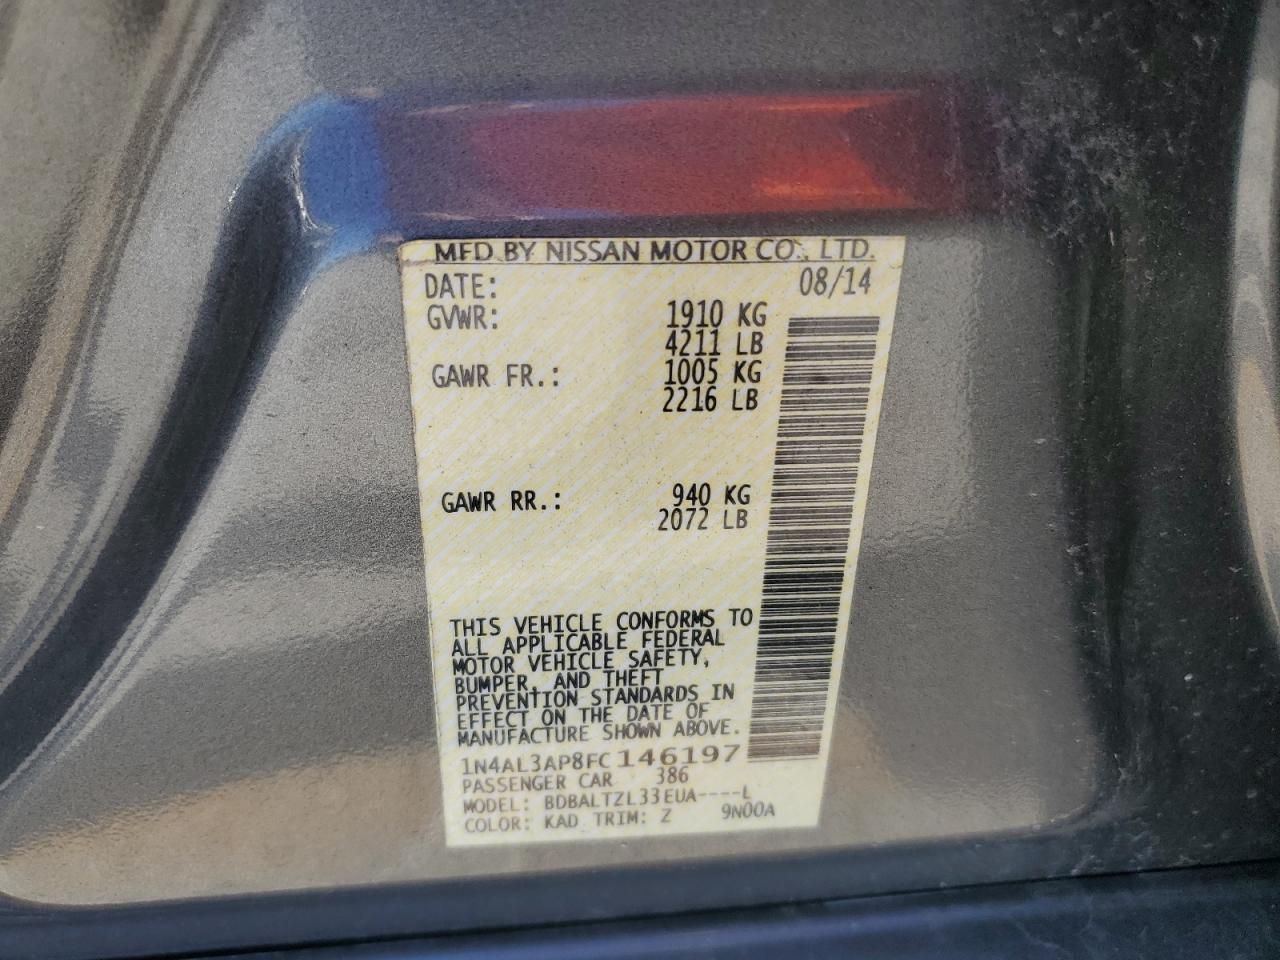 MFD BY NISSAN MOTOR CO., LTD.
DATE: 08/14
GVWR: 1910 KG
4211 LB
GAWR FR.: 1005 KG
2216 LB
GAWR RR.: 940 KG
2072 LB
THIS VEHICLE CONFORMS TO
ALL APPLICABLE FEDERAL
MOTOR VEHICLE SAFETY,
BUMPER, AND THEFT
PREVENTION STANDARDS IN
EFFECT ON THE DATE OF
MANUFACTURE SHOWN ABOVE.
1N4AL3AP8FC146197
PASSENGER CAR 386
MODEL: BDBALTZL33EUA----L
COLOR: KAD TRIM: Z 9N00A